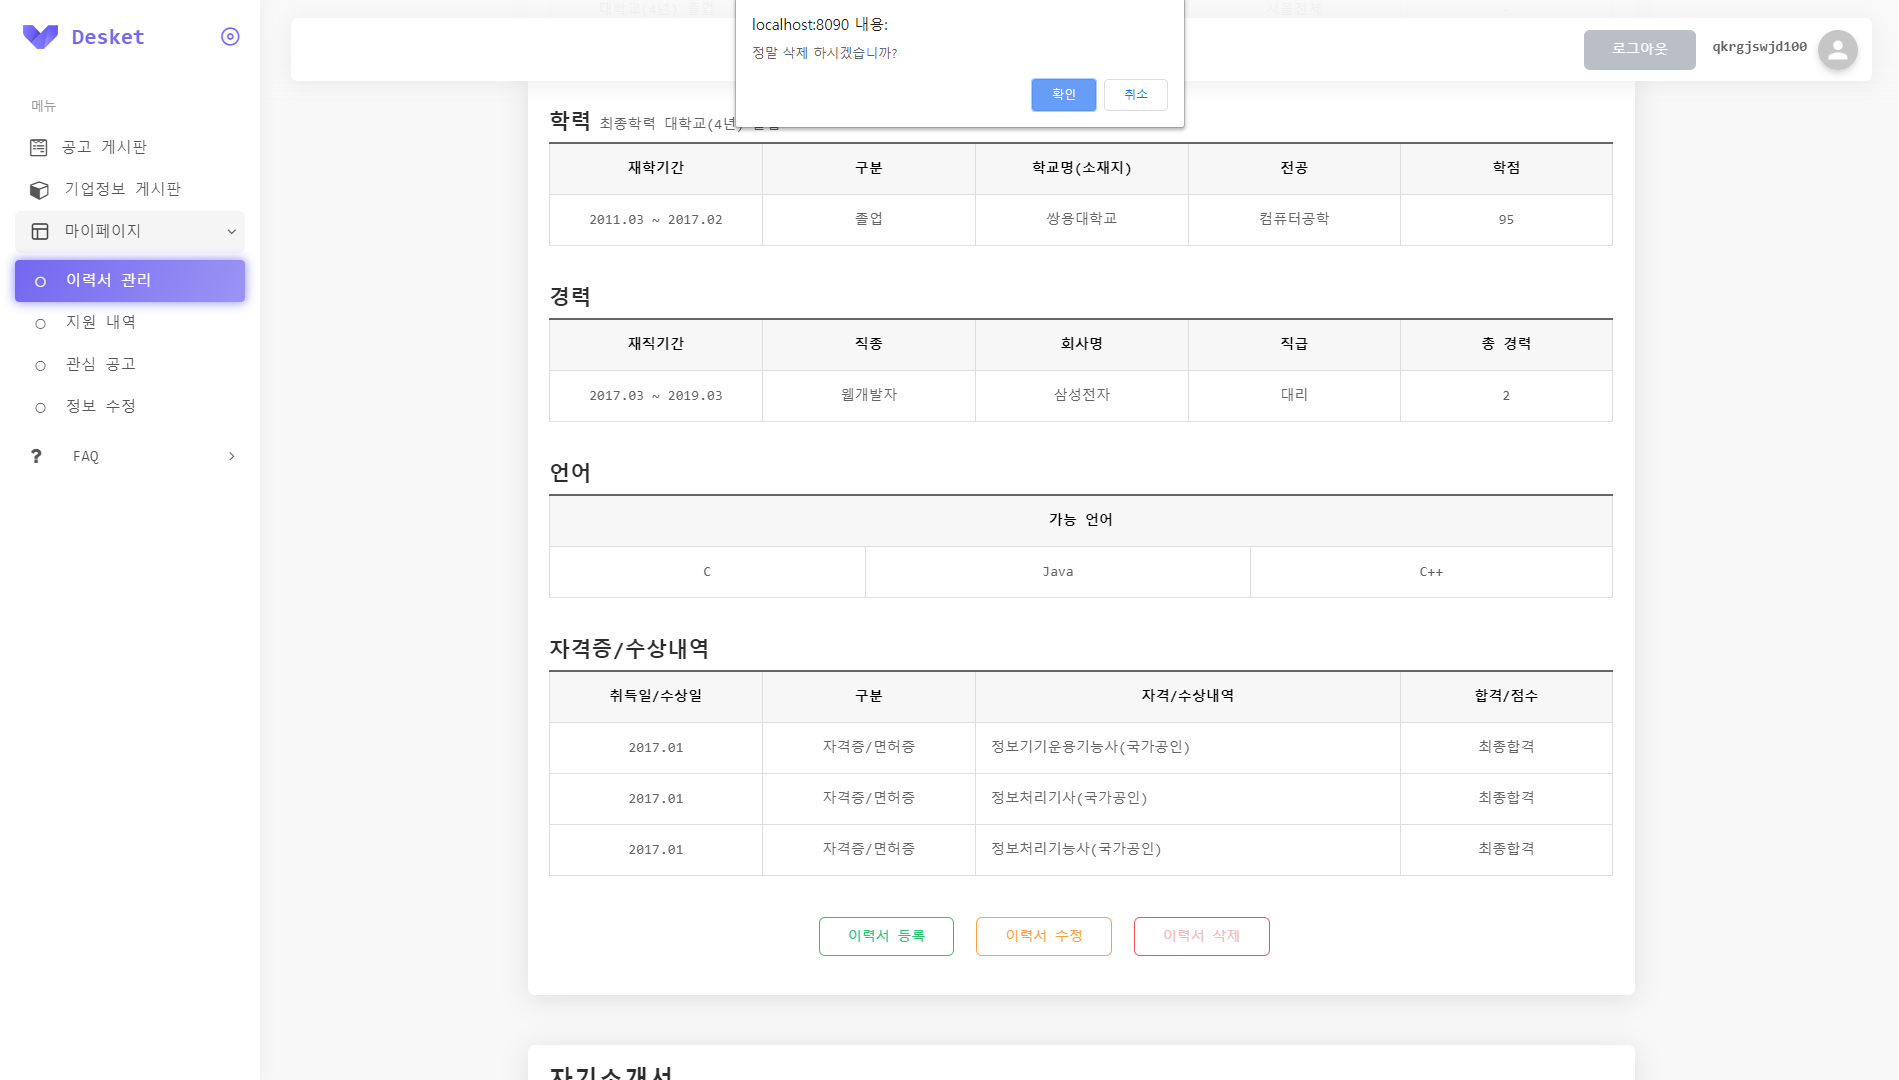 대학교(4년) 졸업
서울전체
localhost:8090 내용:
정말 삭제 하시겠습니까?
확인
취소
Desket
로그아웃
qkrgjswjd100
메뉴
공고 게시판
기업정보 게시판
마이페이지
이력서 관리
지원 내역
관심 공고
정보 수정
FAQ
학력 최종학력 대학교(4년) 졸업
재학기간 구분 학교명(소재지) 전공 학점
2011.03 ~ 2017.02 졸업 쌍용대학교 컴퓨터공학 95
경력
재직기간 직종 회사명 직급 총 경력
2017.03 ~ 2019.03 웹개발자 삼성전자 대리 2
언어
가능 언어
C Java C++
자격증/수상내역
취득일/수상일 구분 자격/수상내역 합격/점수
2017.01 자격증/면허증 정보기기운용기능사(국가공인) 최종합격
2017.01 자격증/면허증 정보처리기사(국가공인) 최종합격
2017.01 자격증/면허증 정보처리기능사(국가공인) 최종합격
이력서 등록
이력서 수정
이력서 삭제
자기소개서